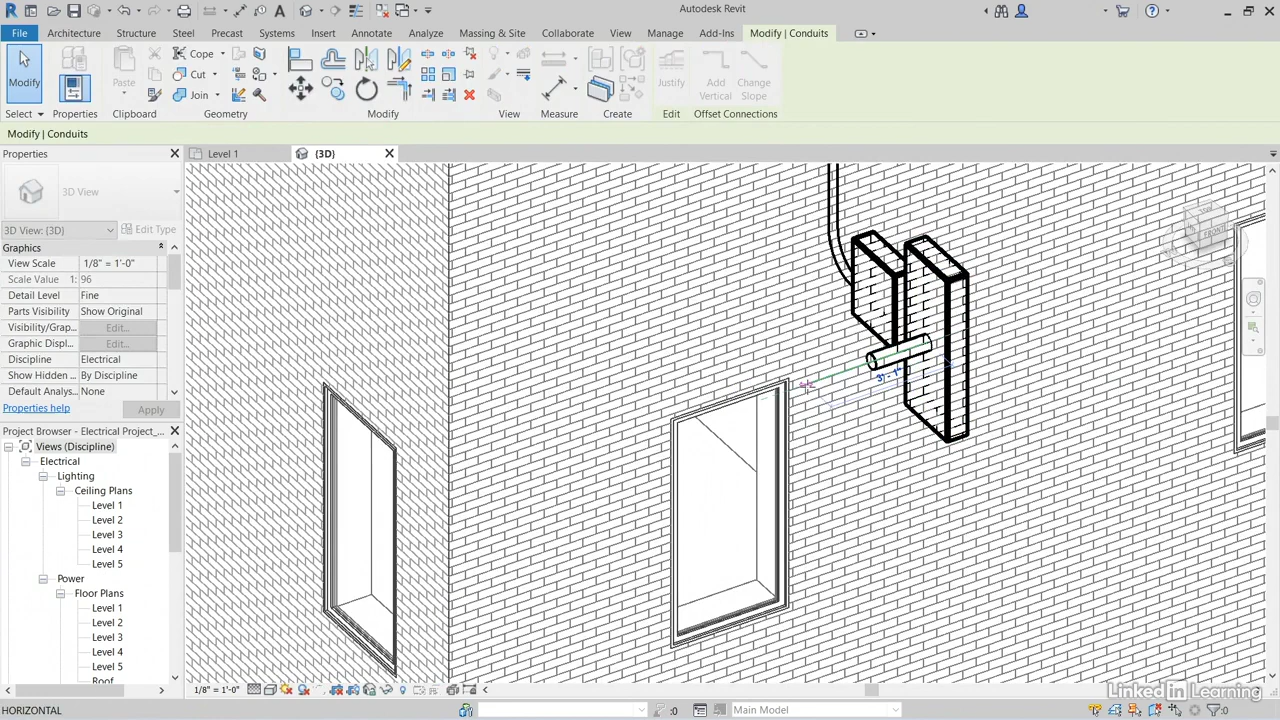 Autodesk Revit
File Architecture Structure Steel Precast Systems Insert Annotate Analyze Massing & Site Collaborate View Manage Add-Ins Modify | Conduits
Modify Paste Cope Cut Join Justify Add Vertical Change Slope
Select Properties Clipboard Geometry Modify View Measure Create Edit Offset Connections
Modify | Conduits
Properties
Level 1
{3D}
3D View
3D View: {3D}
Edit Type
Graphics
View Scale 1/8" = 1'-0"
Scale Value 1: 96
Detail Level Fine
Parts Visibility Show Original
Visibility/Grap... Edit...
Graphic Displ... Edit...
Discipline Electrical
Show Hidden ... By Discipline
Default Analys... None
Properties help Apply
Project Browser - Electrical Project_...
Views (Discipline)
Electrical
Lighting
Ceiling Plans
Level 1
Level 2
Level 3
Level 4
Level 5
Power
Floor Plans
Level 1
Level 2
Level 3
Level 4
Level 5
Roof
FRONT
1/8" = 1'-0"
HORIZONTAL
:0
Main Model
:0
LinkedIn Learning